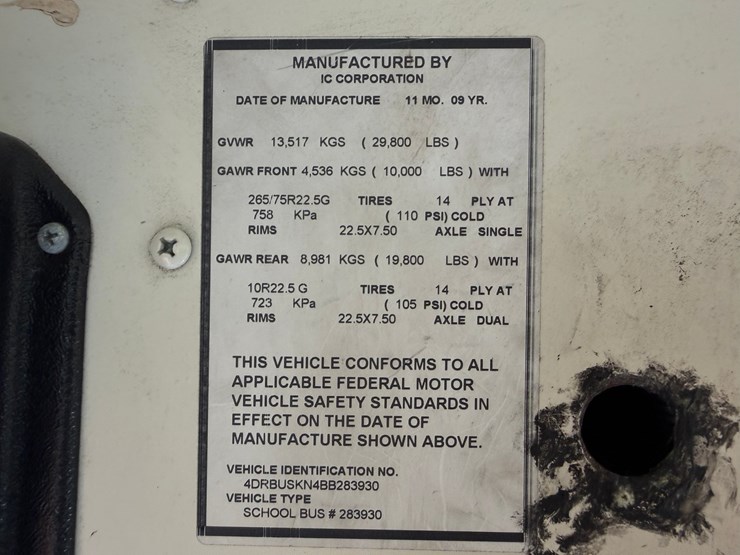 MANUFACTURED BY
IC CORPORATION
DATE OF MANUFACTURE 11 MO. 09 YR.
GVWR 13,517 KGS ( 29,800 LBS )
GAWR FRONT 4,536 KGS ( 10,000 LBS ) WITH
265/75R22.5G TIRES 14 PLY AT
758 KPa ( 110 PSI) COLD
RIMS 22.5X7.50 AXLE SINGLE
GAWR REAR 8,981 KGS ( 19,800 LBS ) WITH
10R22.5 G TIRES 14 PLY AT
723 KPa ( 105 PSI) COLD
RIMS 22.5X7.50 AXLE DUAL
THIS VEHICLE CONFORMS TO ALL
APPLICABLE FEDERAL MOTOR
VEHICLE SAFETY STANDARDS IN
EFFECT ON THE DATE OF
MANUFACTURE SHOWN ABOVE.
VEHICLE IDENTIFICATION NO.
4DRBUSKN4BB283930
VEHICLE TYPE
SCHOOL BUS # 283930